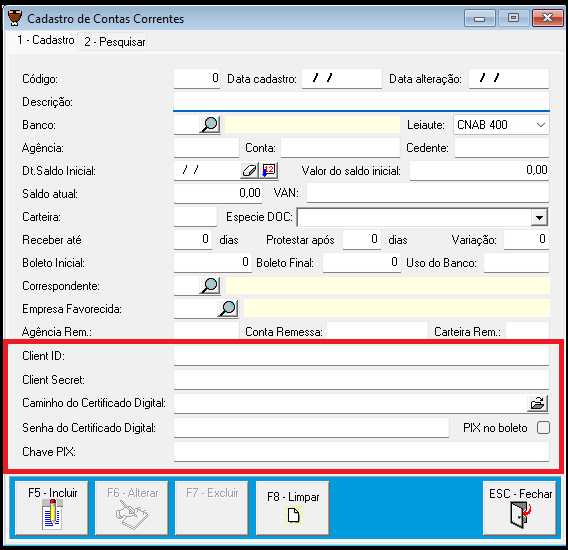 Cadastro de Contas Correntes
1 - Cadastro 2 - Pesquisar
Código: 0 Data cadastro: / / Data alteração: / /
Descrição:
Banco: Leiaute: CNAB 400
Agência: Conta: Cedente:
Dt.Saldo Inicial: / / 12 Valor do saldo inicial: 0,00
Saldo atual: 0,00 VAN:
Carteira: Especie DOC:
Receber até 0 dias Protestar após 0 dias Variação: 0
Boleto Inicial: 0 Boleto Final: 0 Uso do Banco:
Correspondente:
Empresa Favorecida:
Agência Rem.: Conta Remessa: Carteira Rem.:
Client ID:
Client Secret:
Caminho do Certificado Digital:
Senha do Certificado Digital: PIX no boleto
Chave PIX:
F5 - Incluir F6 - Alterar F7 - Excluir F8 - Limpar ESC - Fechar